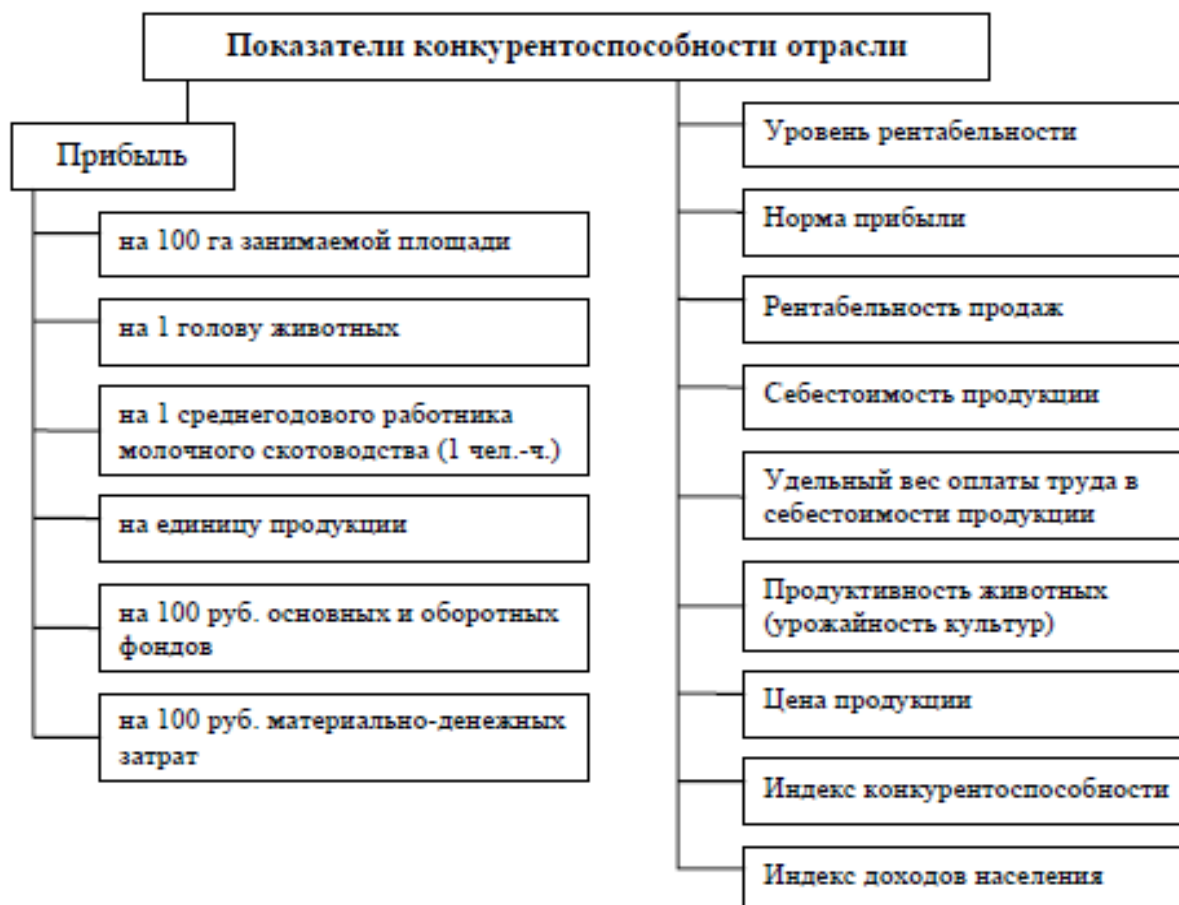 Показатели конкурентоспособности отрасли
Прибыль
на 100 га занимаемой площади
на 1 голову животных
на 1 среднегодового работника
молочного скотоводства (1 чел.-ч.)
на единицу продукции
на 100 руб. основных и оборотных
фондов
на 100 руб. материально-денежных
затрат
Уровень рентабельности
Норма прибыли
Рентабельность продаж
Себестоимость продукции
Удельный вес оплаты труда в
себестоимости продукции
Продуктивность животных
(урожайность культур)
Цена продукции
Индекс конкурентоспособности
Индекс доходов населения